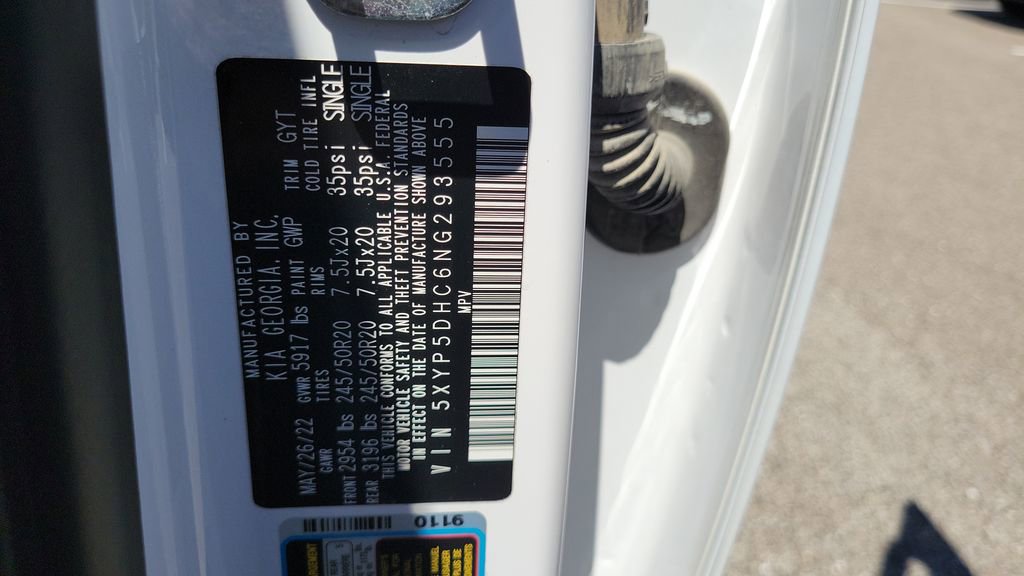 MANUFACTURED BY
KIA GEORGIA, INC.
MAY/26/22 GVWR 5917 lbs PAINT GWP TRIM GYT
GAWR TIRES RIMS COLD TIRE INFL
FRONT 2954 lbs 245/50R20 7.5Jx20 35psi SINGLE
REAR 3196 lbs 245/50R20 7.5Jx20 35psi SINGLE
THIS VEHICLE CONFORMS TO ALL APPLICABLE U.S.A. FEDERAL
MOTOR VEHICLE SAFETY AND THEFT PREVENTION STANDARDS
IN EFFECT ON THE DATE OF MANUFACTURE SHOWN ABOVE
VIN 5XYP5DHC6NG293555
MPV
9110